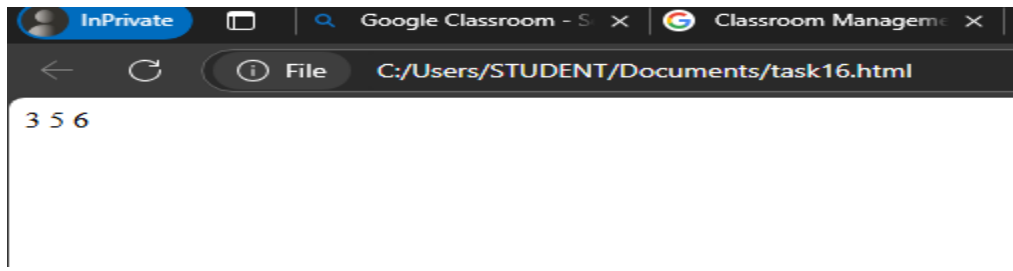 InPrivate
Google Classroom - S
Classroom Manageme
File
C:/Users/STUDENT/Documents/task16.html
3 5 6